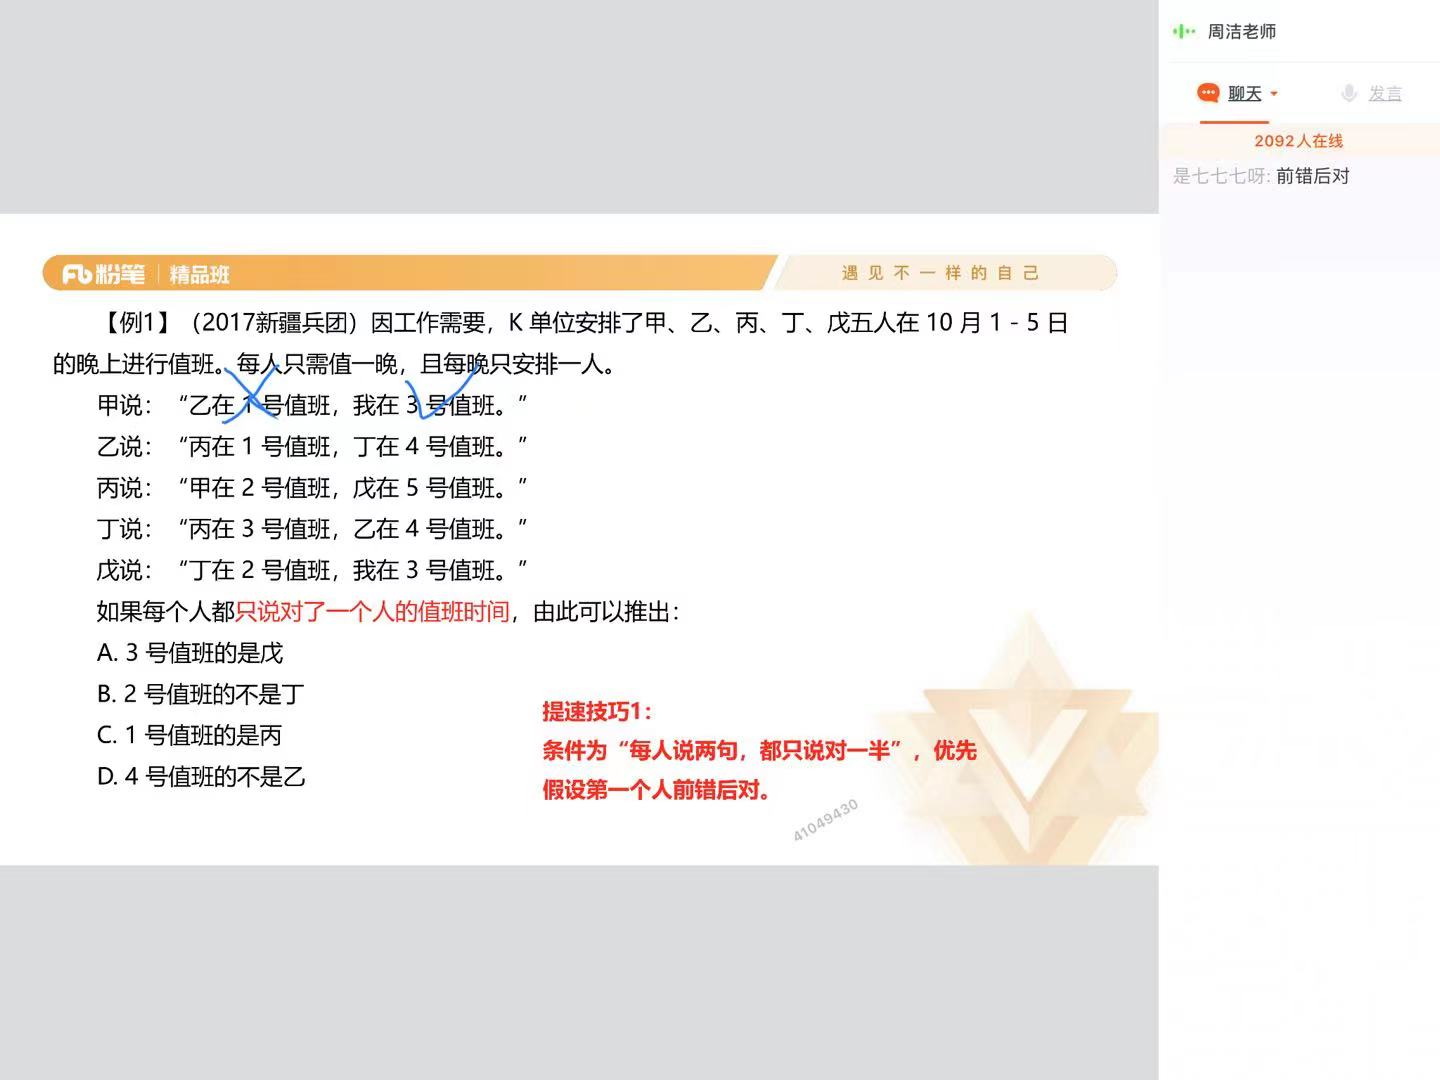 周洁老师
聊天
发言
2092人在线
是七七七呀: 前错后对
粉笔 | 精品班
遇见不一样的自己
【例1】（2017新疆兵团）因工作需要，K 单位安排了甲、乙、丙、丁、戊五人在 10 月 1 - 5 日
的晚上进行值班。每人只需值一晚，且每晚只安排一人。
甲说：“乙在 1 号值班，我在 3 号值班。”
乙说：“丙在 1 号值班，丁在 4 号值班。”
丙说：“甲在 2 号值班，戊在 5 号值班。”
丁说：“丙在 3 号值班，乙在 4 号值班。”
戊说：“丁在 2 号值班，我在 3 号值班。”
如果每个人都只说对了一个人的值班时间，由此可以推出：
A. 3 号值班的是戊
B. 2 号值班的不是丁
C. 1 号值班的是丙
D. 4 号值班的不是乙
提速技巧1：
条件为“每人说两句，都只说对一半”，优先
假设第一个人前错后对。
41049430